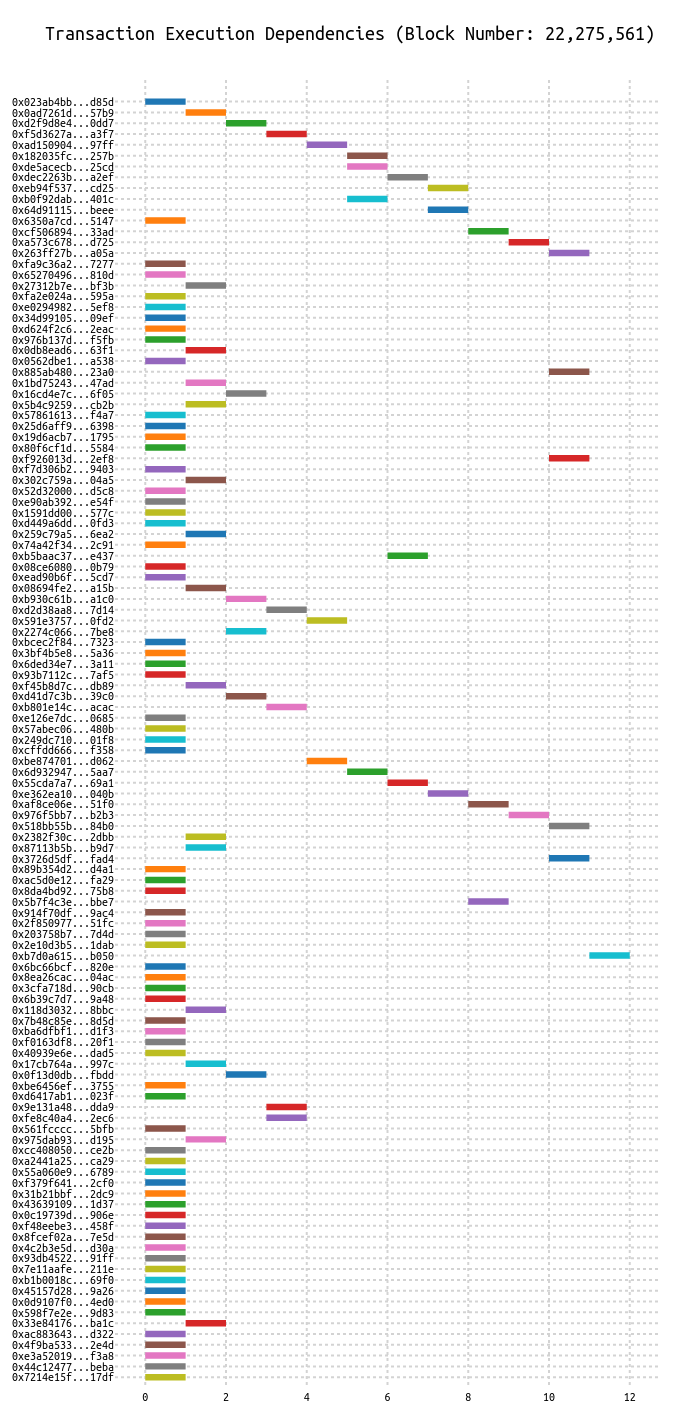 Transaction Execution Dependencies (Block Number: 22,275,561)
0x023ab4bb...d85d
0x0ad7261d...57b9
0xd2f9d8e4...0dd7
0xf5d3627a...a3f7
0xad150904...97ff
0x182035fc...257b
0xde5acecb...25cd
0xdec2263b...a2ef
0xeb94f537...cd25
0xb0f92dab...401c
0x64d91115...beee
0x6350a7cd...5147
0xcf506894...33ad
0xa573c678...d725
0x263ff27b...a05a
0xfa9c36a2...7277
0x65270496...810d
0x27312b7e...bf3b
0xfa2e024a...595a
0xe0294982...5ef8
0x34d99105...09ef
0xd624f2c6...2eac
0x976b137d...f5fb
0x0db8ead6...63f1
0x0562dbe1...a538
0x885ab480...23a0
0x1bd75243...47ad
0x16cd4e7c...6f05
0x5b4c9259...cb2b
0x57861613...f4a7
0x25d6aff9...6398
0x19d6acb7...1795
0x80f6cf1d...5584
0xf926013d...2ef8
0xf7d306b2...9403
0x302c759a...04a5
0x52d32000...d5c8
0xe90ab392...e54f
0x1591dd00...577c
0xd449a6dd...0fd3
0x259c79a5...6ea2
0x74a42f34...2c91
0xb5baac37...e437
0x08ce6080...0b79
0xead90b6f...5cd7
0x08694fe2...a15b
0xb930c61b...a1c0
0xd2d38aa8...7d14
0x591e3757...0fd2
0x2274c066...7be8
0xbcec2f84...7323
0x3bf4b5e8...5a36
0x6ded34e7...3a11
0x93b7112c...7af5
0xf45b8d7c...db89
0xd41d7c3b...39c0
0xb801e14c...acac
0xe126e7dc...0685
0x57abec06...480b
0x249dc710...01f8
0xcffdd666...f358
0xbe874701...d062
0x6d932947...5aa7
0x55cda7a7...69a1
0xe362ea10...040b
0xaf8ce06e...51f0
0x976f5bb7...b2b3
0x518bb55b...84b0
0x2382f30c...2dbb
0x87113b5b...b9d7
0x3726d5df...fad4
0x89b354d2...d4a1
0xac5d0e12...fa29
0x8da4bd92...75b8
0x5b7f4c3e...bbe7
0x914f70df...9ac4
0x2f850977...51fc
0x203758b7...7d4d
0x2e10d3b5...1dab
0xb7d0a615...b050
0x6bc66bcf...820e
0x8ea26cac...04ac
0x3cfa718d...90cb
0x6b39c7d7...9a48
0x118d3032...8bbc
0x7b48c85e...8d5d
0xba6dfbf1...d1f3
0xf0163df8...20f1
0x40939e6e...dad5
0x17cb764a...997c
0x0f13d0db...fbdd
0xbe6456ef...3755
0xd6417ab1...023f
0x9e131a48...dda9
0xfe8c40a4...2ec6
0x561fcccc...5bfb
0x975dab93...d195
0xcc408050...ce2b
0xa2441a25...ca29
0x55a060e9...6789
0xf379f641...2cf0
0x31b21bbf...2dc9
0x43639109...1d37
0x0c19739d...906e
0xf48eebe3...458f
0x8fcef02a...7e5d
0x4c2b3e5d...d30a
0x93db4522...91ff
0x7e11aafe...211e
0xb1b0018c...69f0
0x45157d28...9a26
0x0d9107f0...4ed0
0x598f7e2e...9d83
0x33e84176...ba1c
0xac883643...d322
0x4f9ba533...2e4d
0xe3a52019...f3a8
0x44c12477...beba
0x7214e15f...17df
0 2 4 6 8 10 12